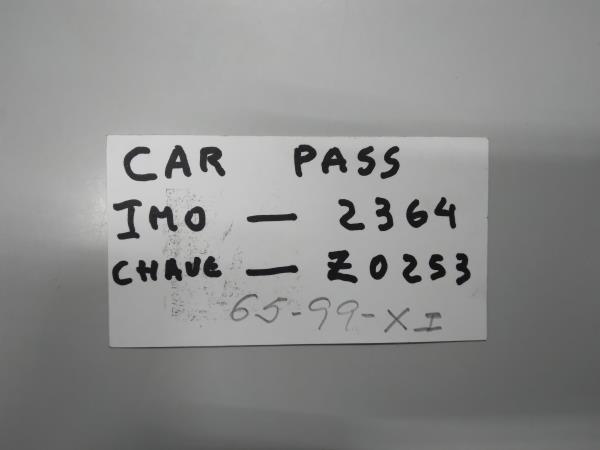 CAR PASS
IMO — 2364
CHAVE — Z0253
65-99-XI